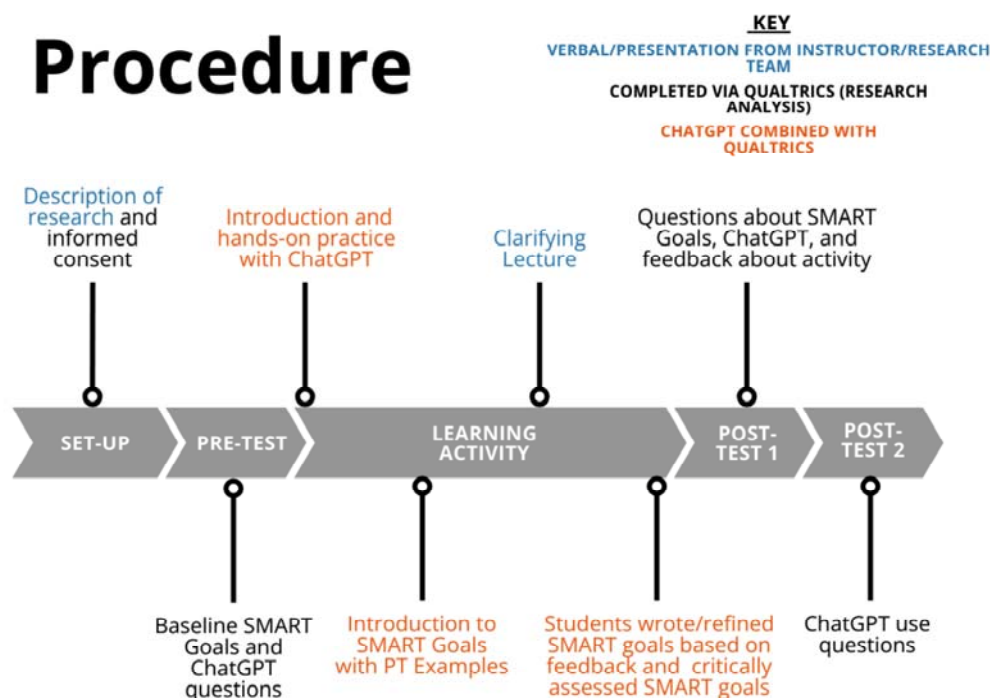 Procedure
KEY
VERBAL/PRESENTATION FROM INSTRUCTOR/RESEARCH
TEAM
COMPLETED VIA QUALTRICS (RESEARCH
ANALYSIS)
CHATGPT COMBINED WITH
QUALTRICS
Description of
research and
informed
consent
Introduction and
hands-on practice
with ChatGPT
Clarifying
Lecture
Questions about SMART
Goals, ChatGPT, and
feedback about activity
SET-UP
PRE-TEST
LEARNING
ACTIVITY
POST-
TEST 1
POST-
TEST 2
Baseline SMART
Goals and
ChatGPT
questions
Introduction to
SMART Goals
with PT Examples
Students wrote/refined
SMART goals based on
feedback and critically
assessed SMART goals
ChatGPT use
questions